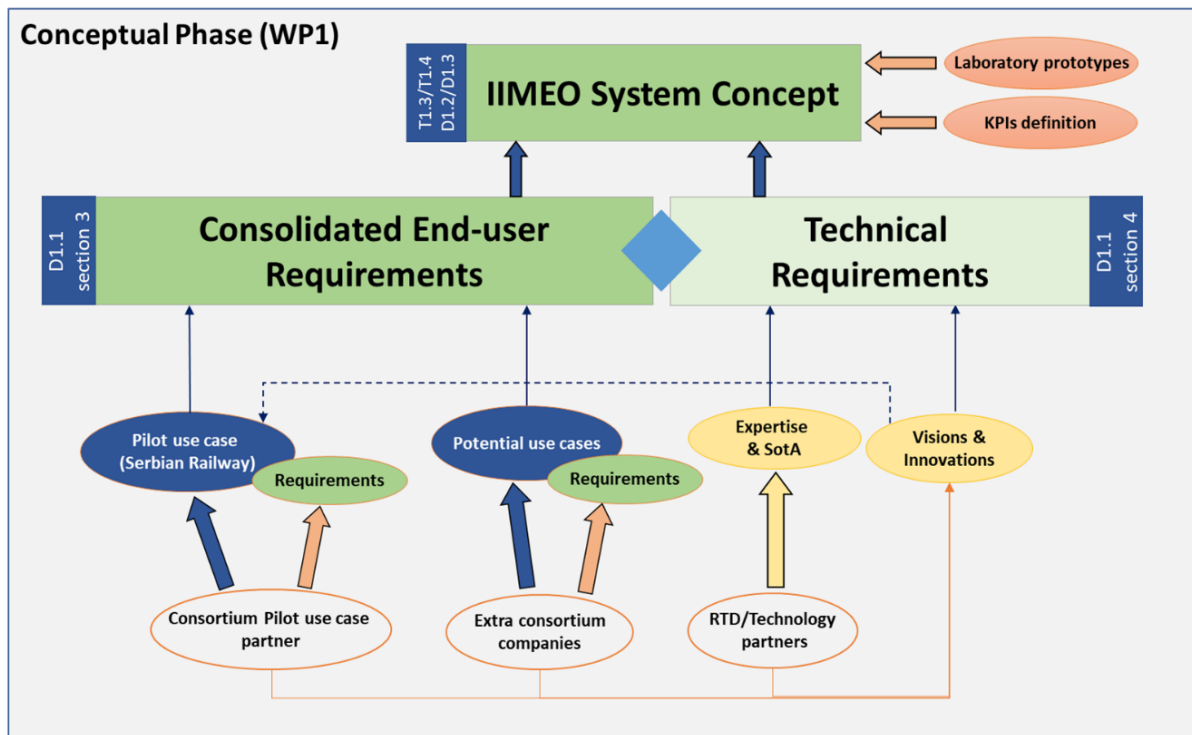 Conceptual Phase (WP1)
T1.3/T1.4
D1.2/D1.3
IIMEO System Concept
Laboratory prototypes
KPIs definition
D1.1
section 3
Consolidated End-user
Requirements
Technical
Requirements
D1.1
section 4
Pilot use case
(Serbian Railway)
Requirements
Potential use cases
Requirements
Expertise
& SotA
Visions &
Innovations
Consortium Pilot use case
partner
Extra consortium
companies
RTD/Technology
partners